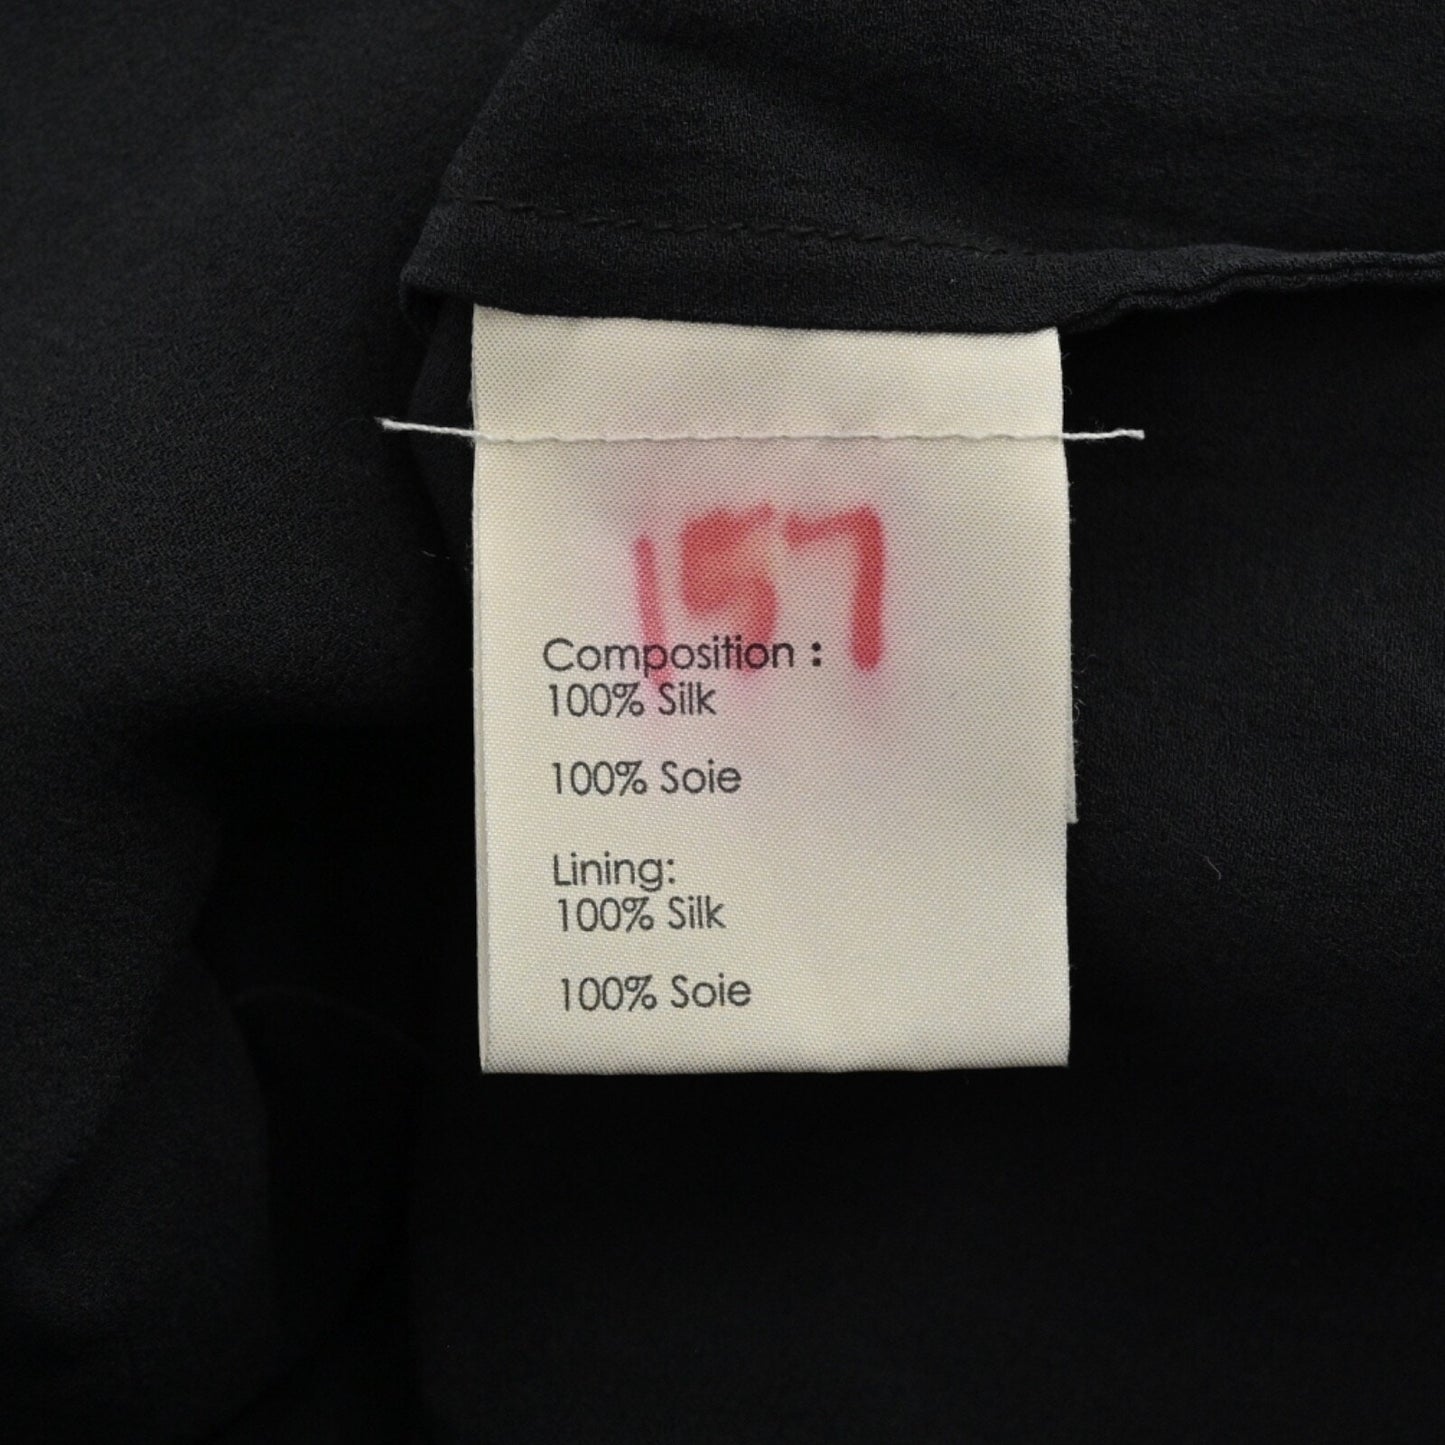 157
Composition :
100% Silk
100% Soie
Lining:
100% Silk
100% Soie